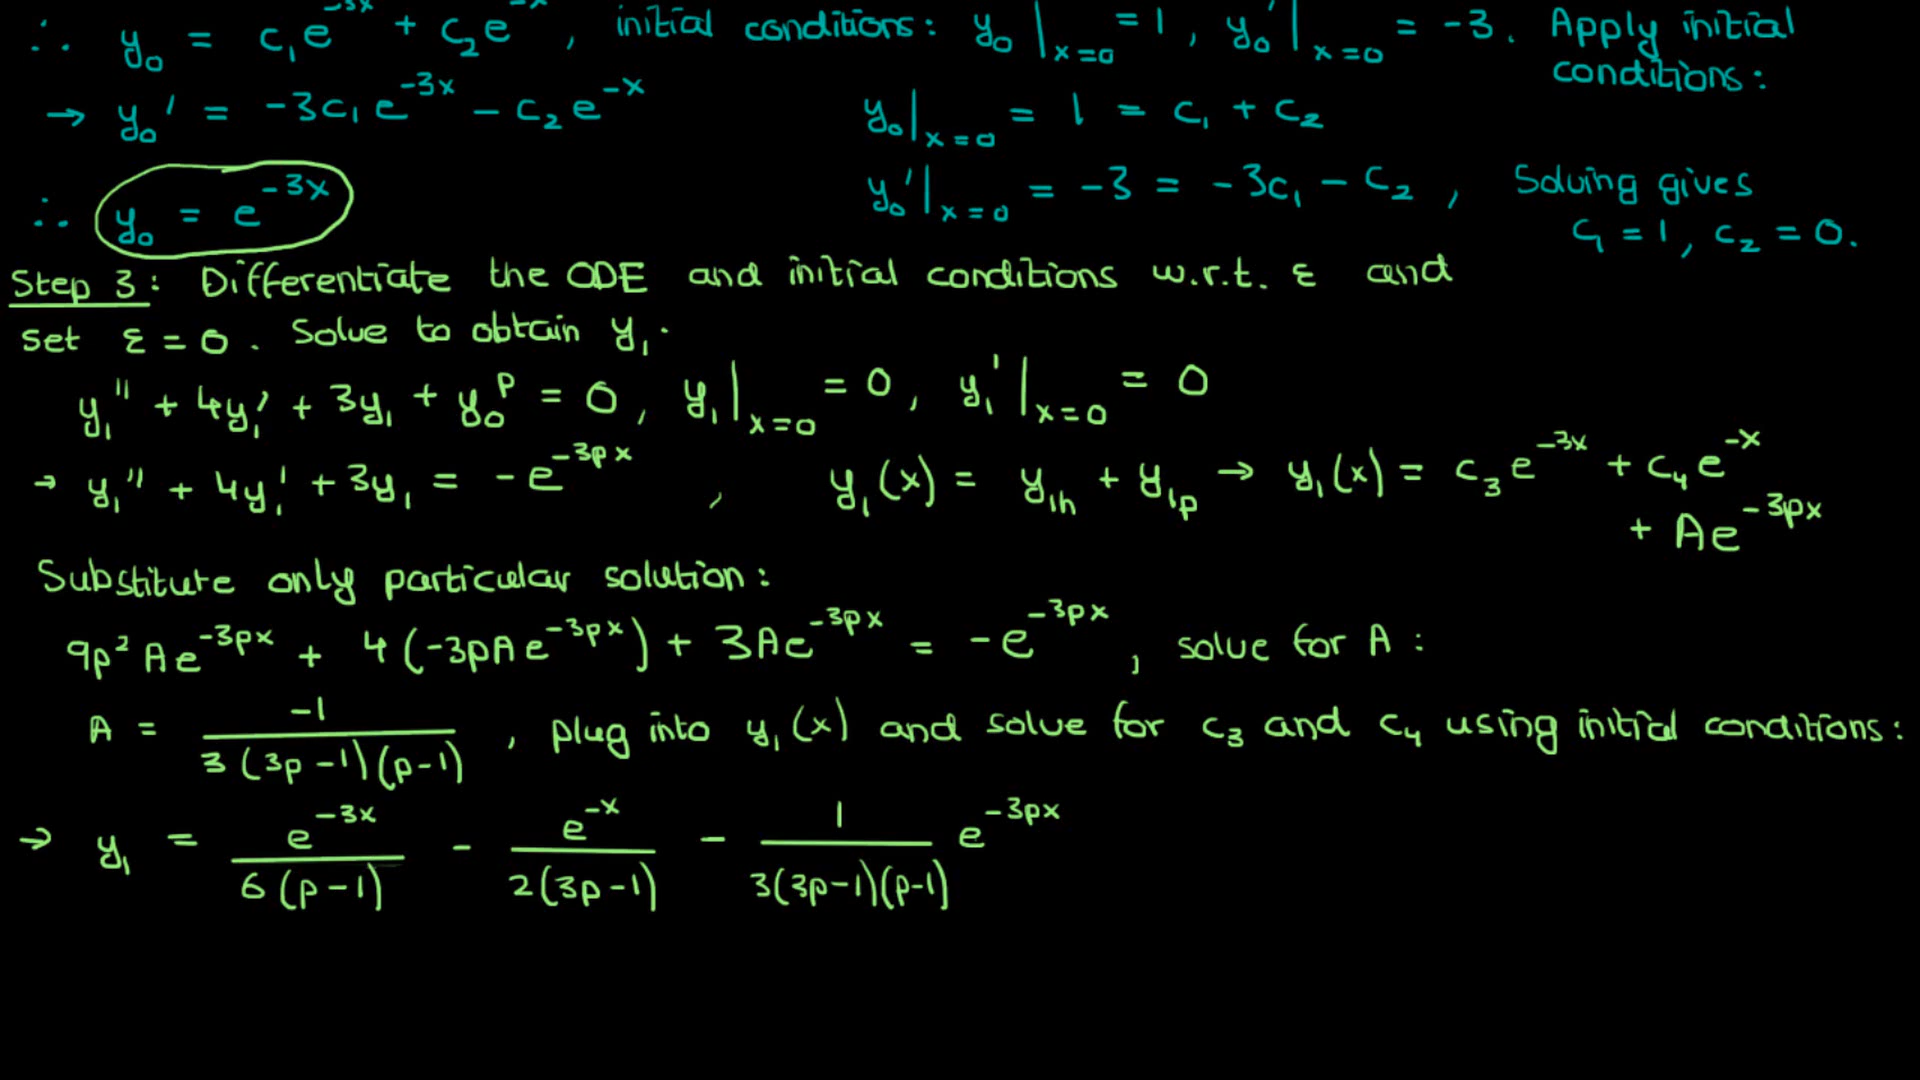 ∴ y₀ = c₁e^(-3x) + c₂e^(-x), initial conditions: y₀|ₓ₌₀ = 1, y₀'|ₓ₌₀ = -3. Apply initial conditions:
→ y₀' = -3c₁e^(-3x) - c₂e^(-x)
y₀|ₓ₌₀ = 1 = c₁ + c₂
y₀'|ₓ₌₀ = -3 = -3c₁ - c₂, Solving gives
c₁ = 1, c₂ = 0.
∴ y₀ = e^(-3x)
Step 3: Differentiate the ODE and initial conditions w.r.t. ε and
set ε = 0. Solve to obtain y₁.
y₁'' + 4y₁' + 3y₁ + y₀^p = 0, y₁|ₓ₌₀ = 0, y₁'|ₓ₌₀ = 0
→ y₁'' + 4y₁' + 3y₁ = -e^(-3px), y₁(x) = y₁h + y₁p → y₁(x) = c₃e^(-3x) + c₄e^(-x)
+ Ae^(-3px)
Substitute only particular solution:
9p²Ae^(-3px) + 4(-3pAe^(-3px)) + 3Ae^(-3px) = -e^(-3px), solve for A:
A = -1/(3(3p-1)(p-1)), plug into y₁(x) and solve for c₃ and c₄ using initial conditions:
→ y₁ = e^(-3x)/(6(p-1)) - e^(-x)/(2(3p-1)) - 1/(3(3p-1)(p-1)) e^(-3px)